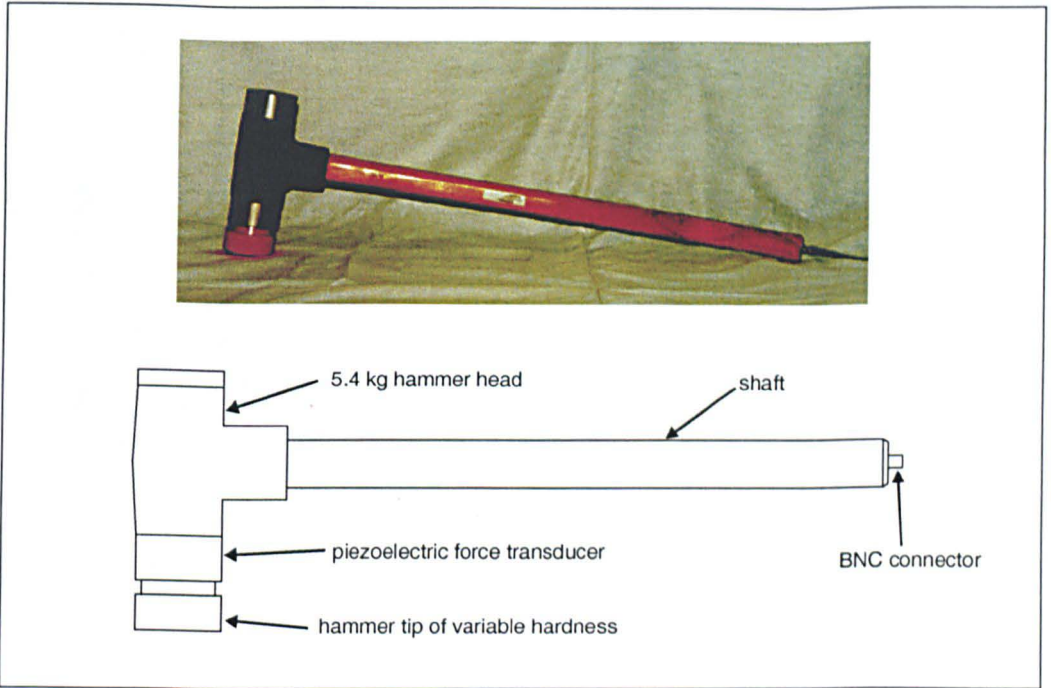 5.4 kg hammer head
shaft
piezoelectric force transducer
BNC connector
hammer tip of variable hardness